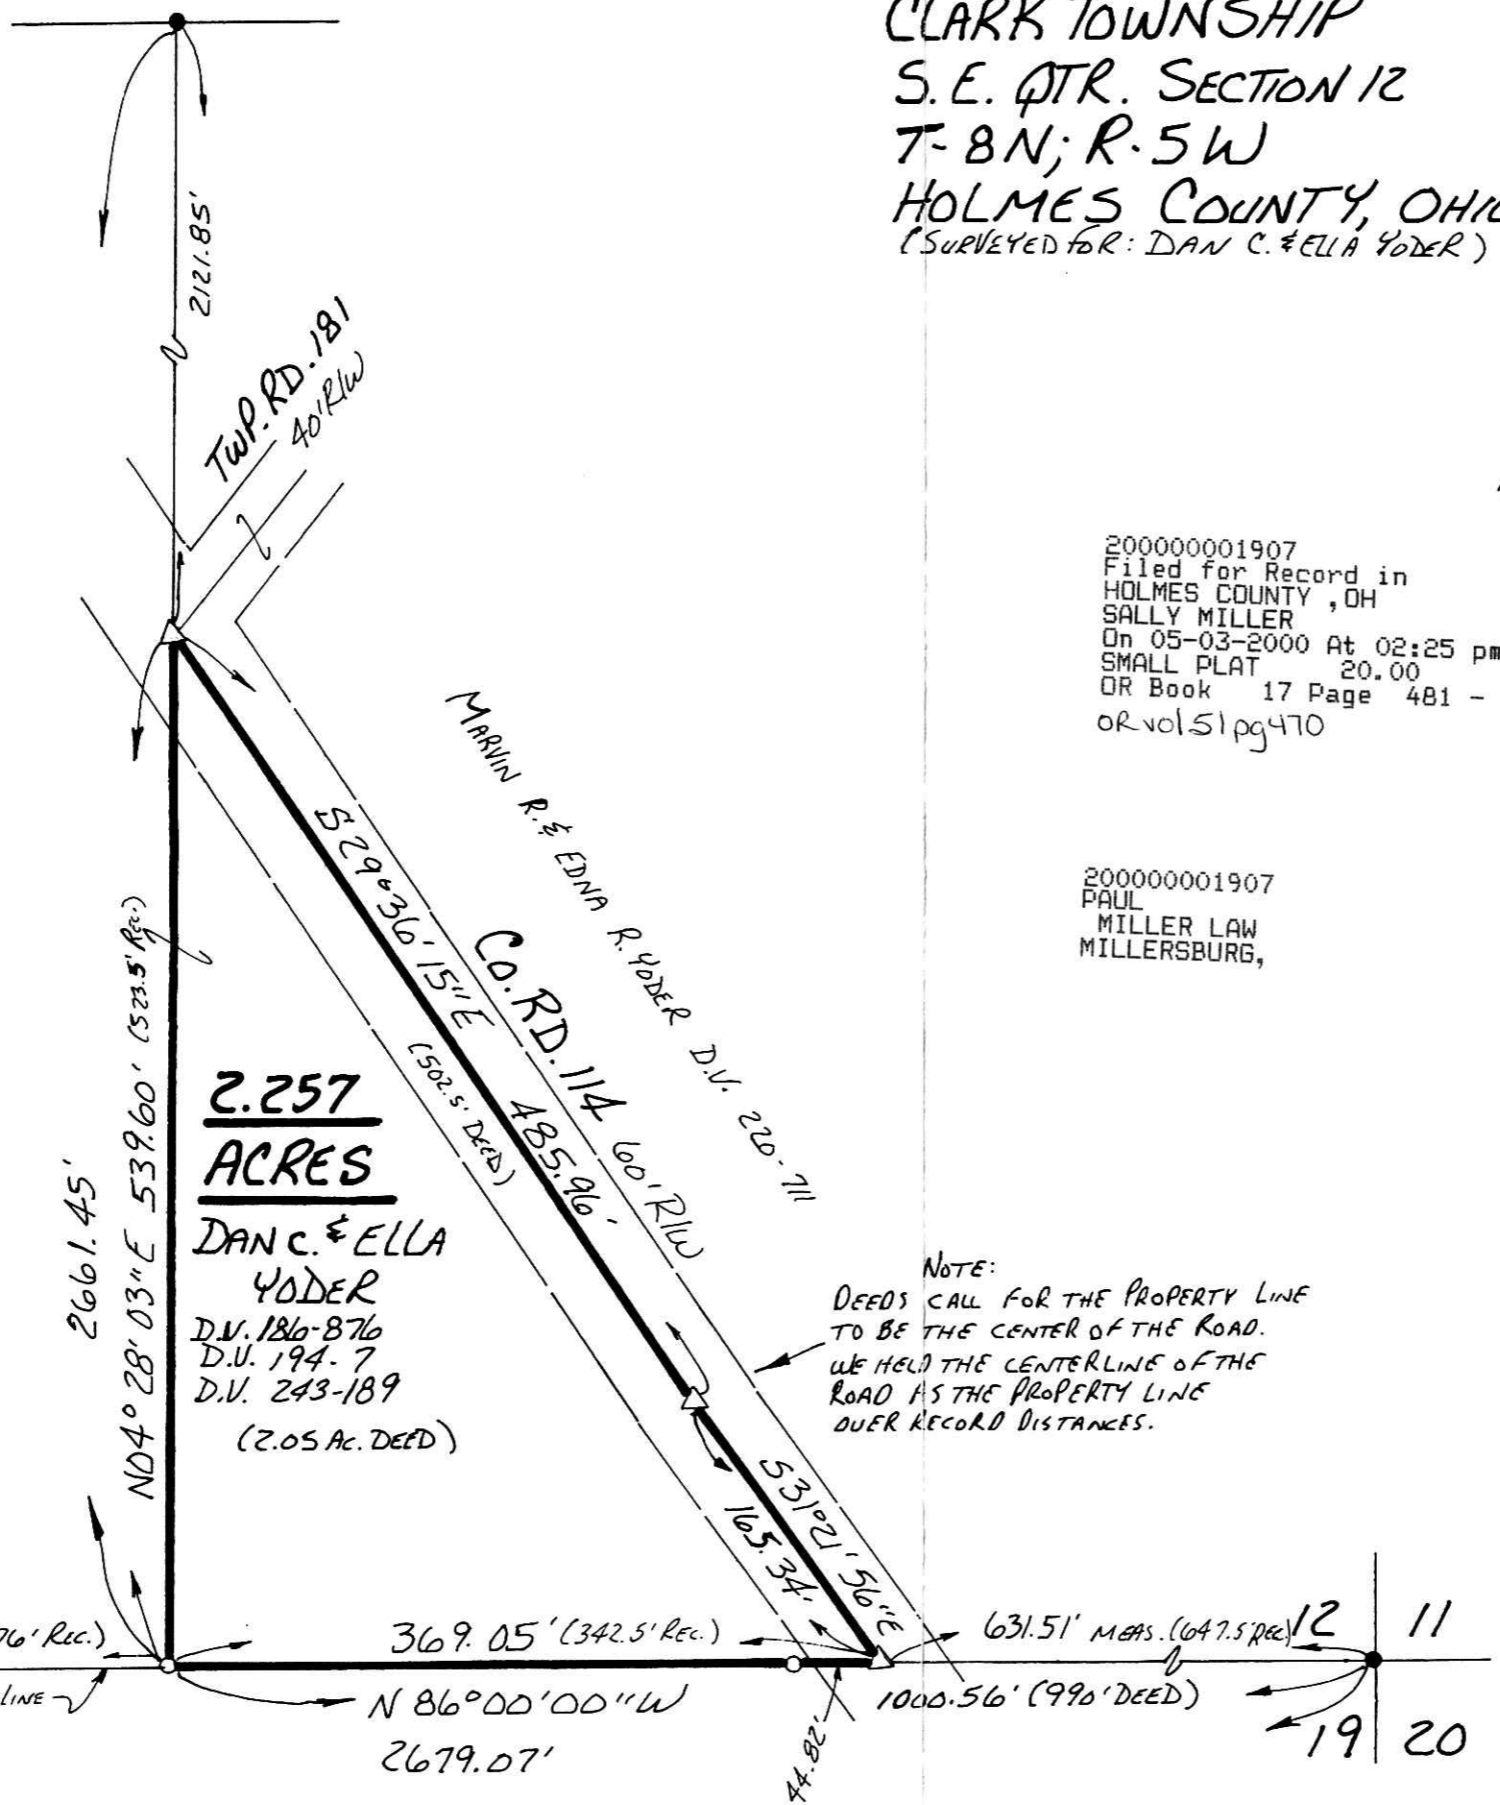 CLARK TOWNSHIP
S.E. QTR. SECTION 12
T-8N; R-5W
HOLMES COUNTY, OHIO
(SURVEYED FOR: DAN C. & ELLA YODER)
2121.85'
TWP. RD. 181
40' R/W
200000001907
Filed for Record in
HOLMES COUNTY ,OH
SALLY MILLER
On 05-03-2000 At 02:25 pm
SMALL PLAT 20.00
OR Book 17 Page 481 -
OR vol 51 pg 470
200000001907
PAUL
MILLER LAW
MILLERSBURG,
MARVIN R. & EDNA R. YODER D.V. 220-711
S 29° 36' 15" E
485.96'
(502.5' DEED)
CO. RD. 114 60' R/W
2661.45'
N04° 28' 03" E 539.60' (523.5' REC.)
2.257
ACRES
DAN C. & ELLA
YODER
D.V. 186-876
D.V. 194-7
D.V. 243-189
(2.05 AC. DEED)
NOTE:
DEEDS CALL FOR THE PROPERTY LINE
TO BE THE CENTER OF THE ROAD.
WE HELD THE CENTERLINE OF THE
ROAD AS THE PROPERTY LINE
OVER RECORD DISTANCES.
S31°21'56"E
165.34'
76' REC.)
369.05' (342.5' REC.)
631.51' MEAS. (647.5' REC.)
12 11
LINE
N 86°00'00" W
1000.56' (990' DEED)
19 20
2679.07'
44.82'